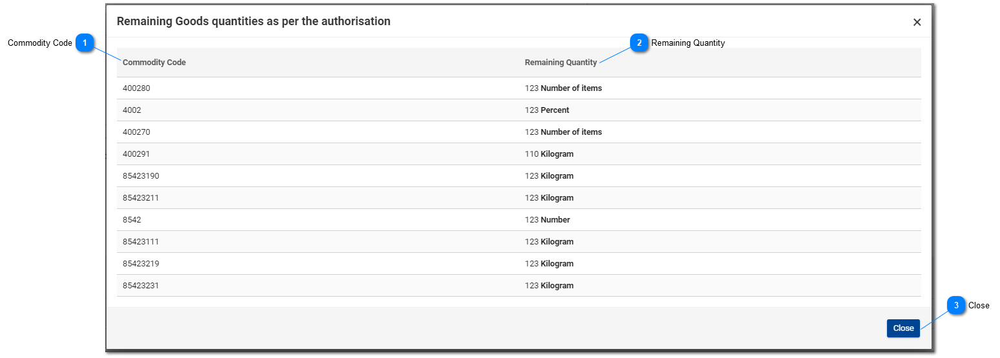 Remaining Goods quantities as per the authorisation ×
Commodity Code 1 2 Remaining Quantity
Commodity Code Remaining Quantity
400280 123 Number of items
4002 123 Percent
400270 123 Number of items
400291 110 Kilogram
85423190 123 Kilogram
85423211 123 Kilogram
8542 123 Number
85423111 123 Kilogram
85423219 123 Kilogram
85423231 123 Kilogram
3 Close
Close